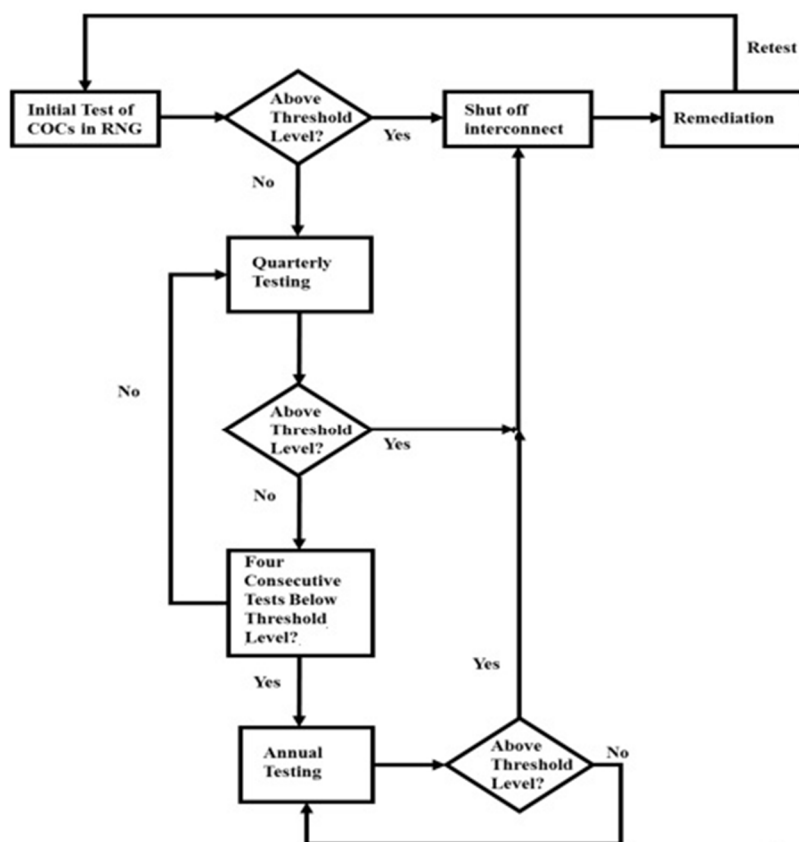 Retest
Initial Test of
COCs in RNG
Above
Threshold
Level?
Yes
Shut off
interconnect
Remediation
No
Quarterly
Testing
No
Above
Threshold
Level?
Yes
No
Four
Consecutive
Tests Below
Threshold
Level?
Yes
Yes
Annual
Testing
Above
Threshold
Level?
No